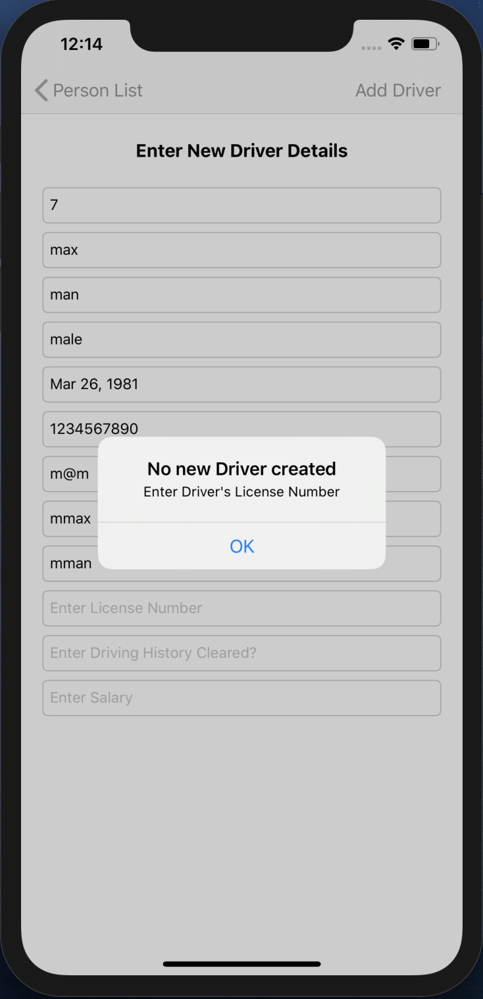 12:14
Person List
Add Driver
Enter New Driver Details
7
max
man
male
Mar 26, 1981
1234567890
m@m
No new Driver created
Enter Driver's License Number
mmax
OK
mman
Enter License Number
Enter Driving History Cleared?
Enter Salary